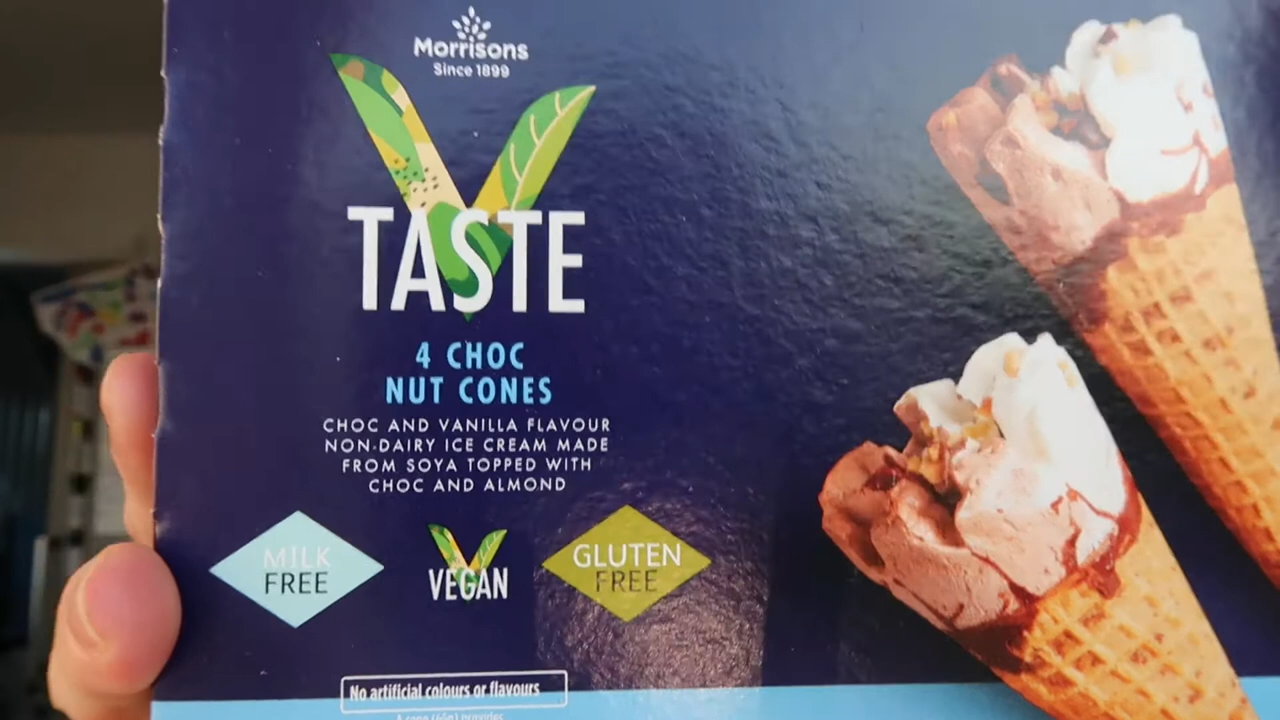 Morrisons
Since 1899
V
TASTE
4 CHOC
NUT CONES
CHOC AND VANILLA FLAVOUR
NON-DAIRY ICE CREAM MADE
FROM SOYA TOPPED WITH
CHOC AND ALMOND
MILK
FREE
VEGAN
GLUTEN
FREE
No artificial colours or flavours
provides